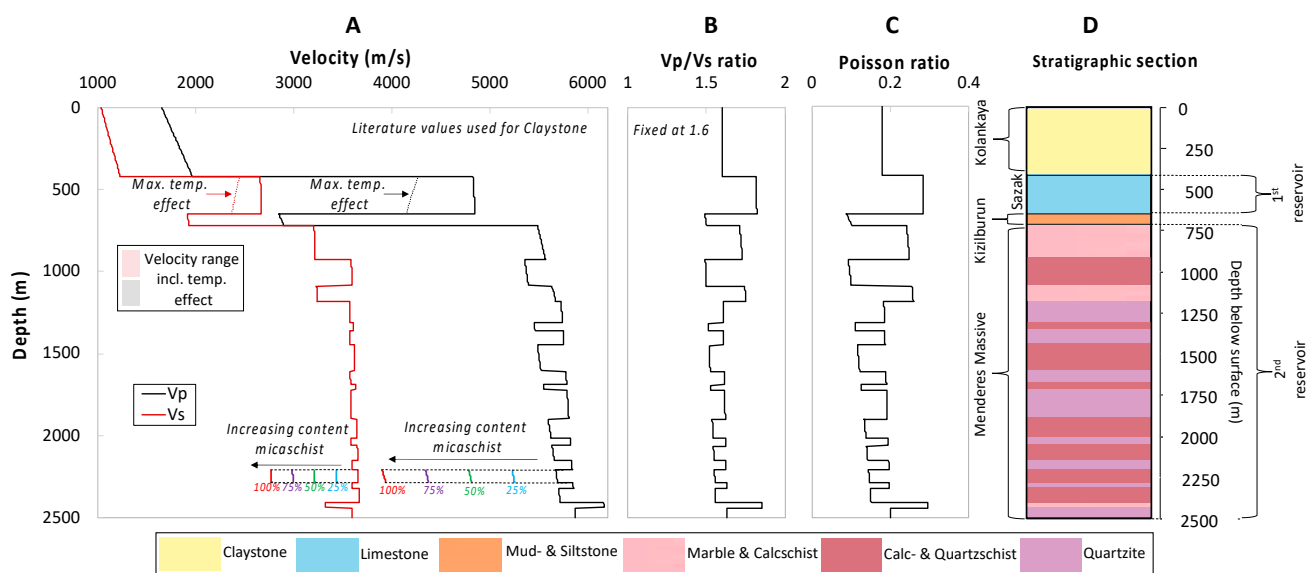 A
B
C
D
Velocity (m/s)
Vp/Vs ratio
Poisson ratio
Stratigraphic section
1000 2000 3000 4000 5000 6000
1 1.5 2
0 0.2 0.4
Depth (m)
0
500
1000
1500
2000
2500
Literature values used for Claystone
Max. temp.
effect
Max. temp.
effect
Velocity range
incl. temp.
effect
Vp
Vs
Increasing content
micaschist
100% 75% 50% 25%
Increasing content
micaschist
100% 75% 50% 25%
Fixed at 1.6
Kolankaya
Sazak
Kizilburun
Menderes Massive
0
250
500
750
1000
1250
1500
1750
2000
2250
2500
Depth below surface (m)
1st
reservoir
2nd
reservoir
Claystone
Limestone
Mud- & Siltstone
Marble & Calcschist
Calc- & Quartzschist
Quartzite